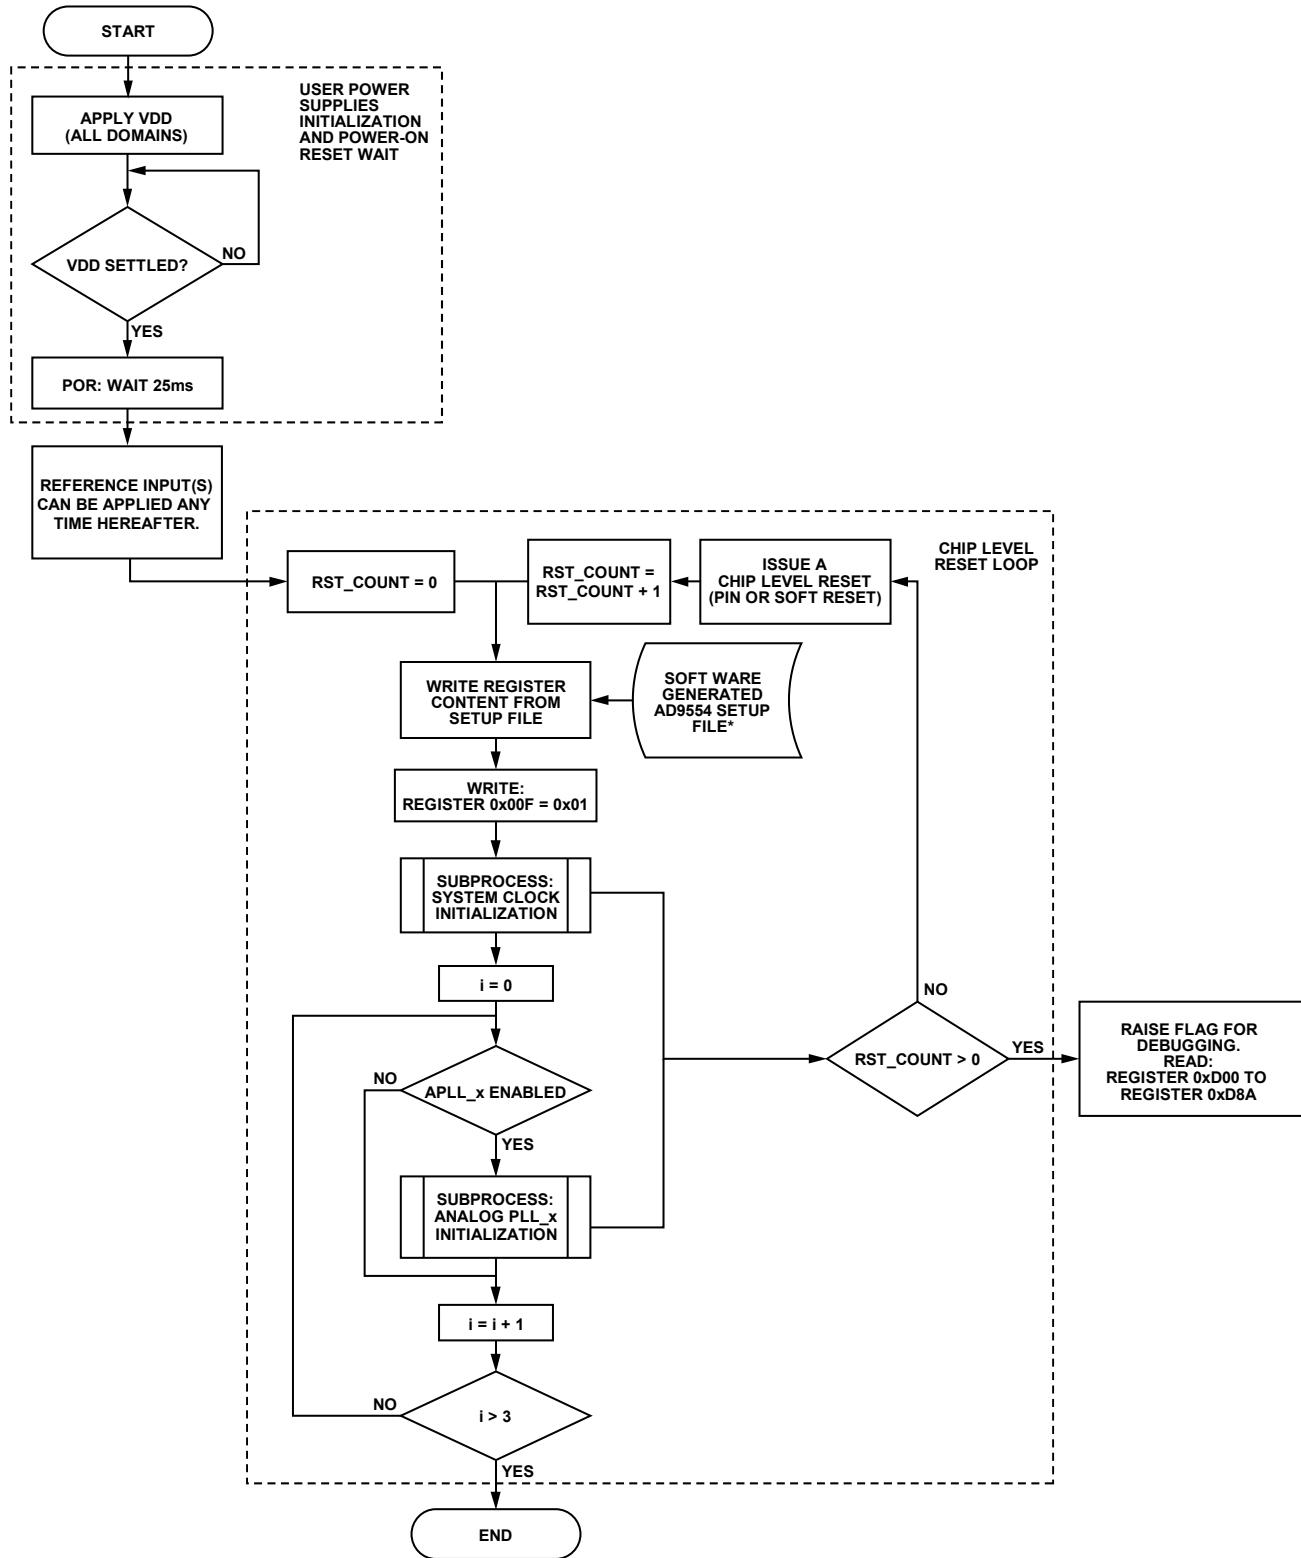 START
USER POWER
SUPPLIES
INITIALIZATION
AND POWER-ON
RESET WAIT
APPLY VDD
(ALL DOMAINS)
VDD SETTLED?
NO
YES
POR: WAIT 25ms
REFERENCE INPUT(S)
CAN BE APPLIED ANY
TIME HEREAFTER.
CHIP LEVEL
RESET LOOP
RST_COUNT = 0
RST_COUNT =
RST_COUNT + 1
ISSUE A
CHIP LEVEL RESET
(PIN OR SOFT RESET)
WRITE REGISTER
CONTENT FROM
SETUP FILE
SOFT WARE
GENERATED
AD9554 SETUP
FILE*
WRITE:
REGISTER 0x00F = 0x01
SUBPROCESS:
SYSTEM CLOCK
INITIALIZATION
i = 0
NO
APLL_x ENABLED
YES
SUBPROCESS:
ANALOG PLL_x
INITIALIZATION
i = i + 1
NO
i > 3
YES
END
NO
RST_COUNT > 0
YES
RAISE FLAG FOR
DEBUGGING.
READ:
REGISTER 0xD00 TO
REGISTER 0xD8A